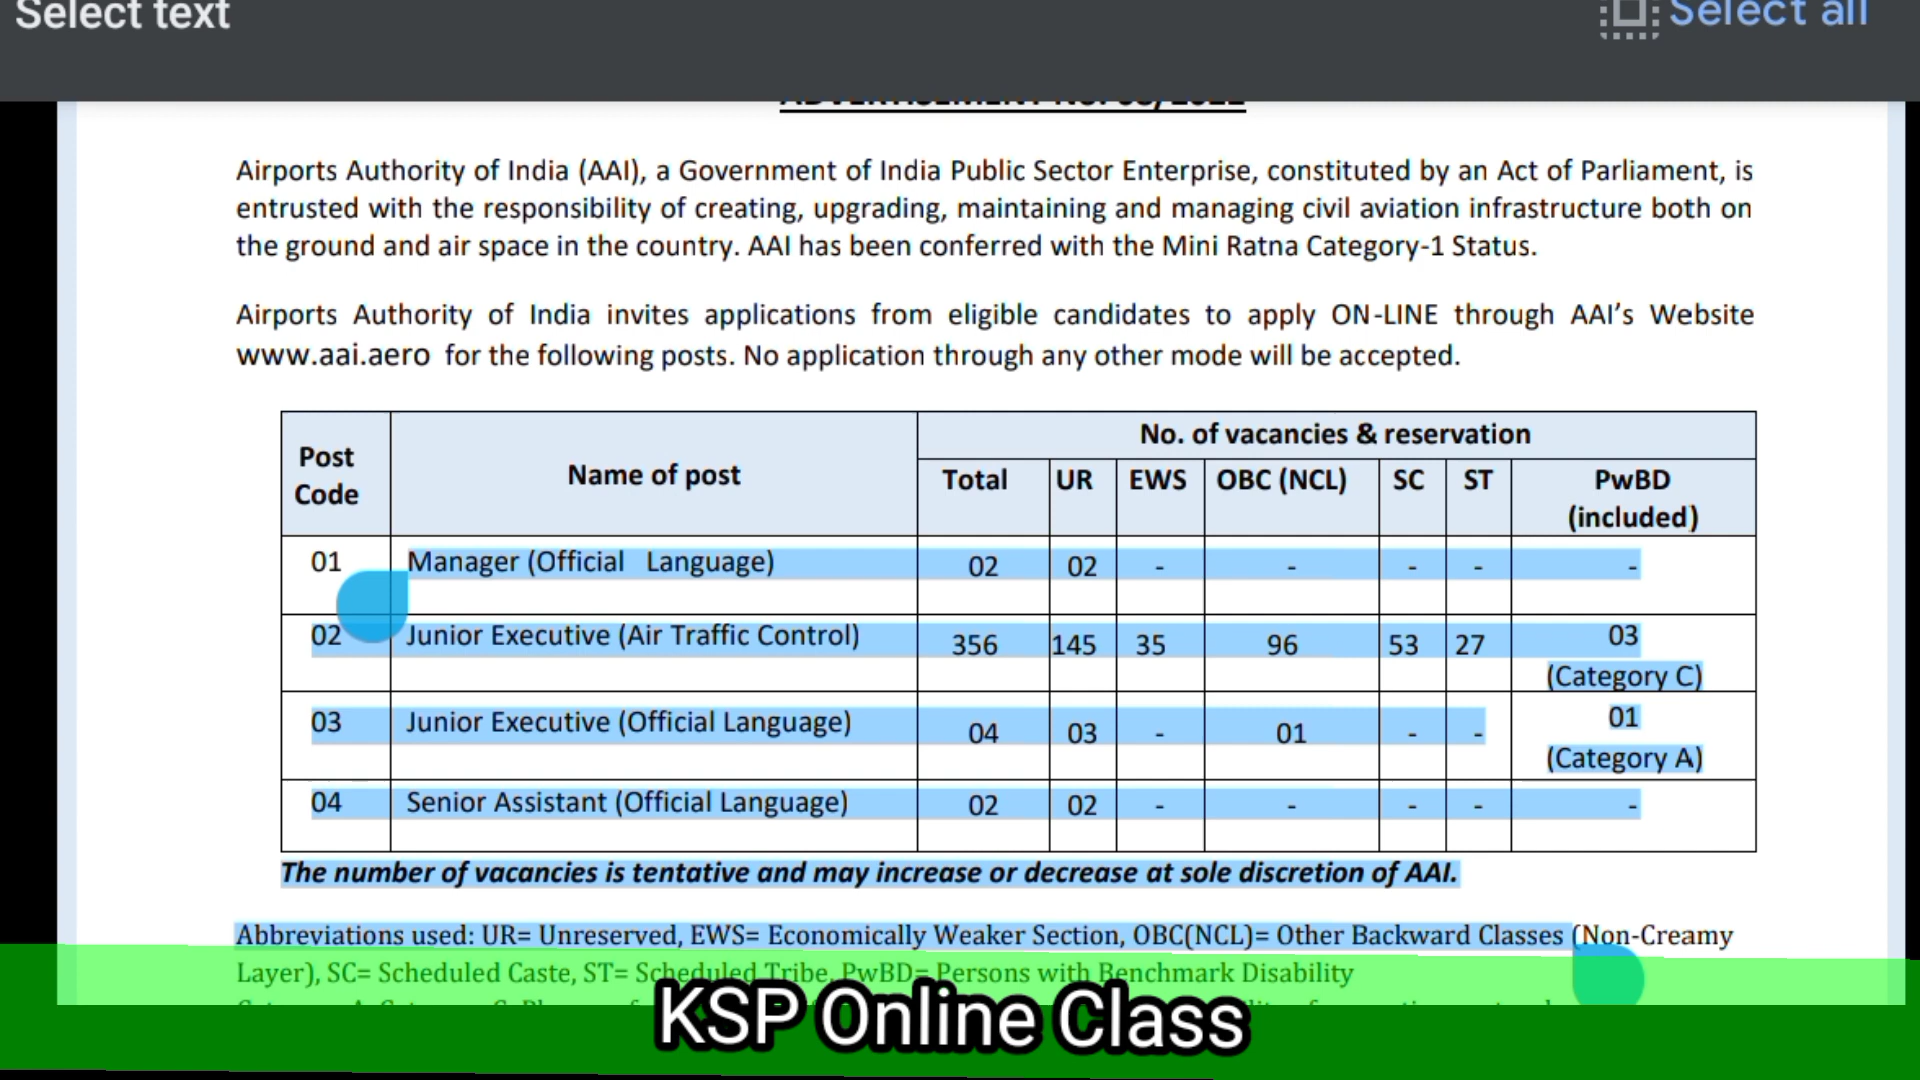 Select text
Select all
Airports Authority of India (AAI), a Government of India Public Sector Enterprise, constituted by an Act of Parliament, is
entrusted with the responsibility of creating, upgrading, maintaining and managing civil aviation infrastructure both on
the ground and air space in the country. AAI has been conferred with the Mini Ratna Category-1 Status.
Airports Authority of India invites applications from eligible candidates to apply ON-LINE through AAI's Website
www.aai.aero for the following posts. No application through any other mode will be accepted.
Post Code Name of post No. of vacancies & reservation
Total UR EWS OBC (NCL) SC ST PwBD (included)
01 Manager (Official Language) 02 02 - - - - -
02 Junior Executive (Air Traffic Control) 356 145 35 96 53 27 03 (Category C)
03 Junior Executive (Official Language) 04 03 - 01 - - 01 (Category A)
04 Senior Assistant (Official Language) 02 02 - - - - -
The number of vacancies is tentative and may increase or decrease at sole discretion of AAI.
Abbreviations used: UR= Unreserved, EWS= Economically Weaker Section, OBC(NCL)= Other Backward Classes (Non-Creamy
Layer), SC= Scheduled Caste, ST= Scheduled Tribe, PwBD= Persons with Benchmark Disability
KSP Online Class